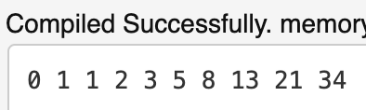 Compiled Successfully. memory
0 1 1 2 3 5 8 13 21 34